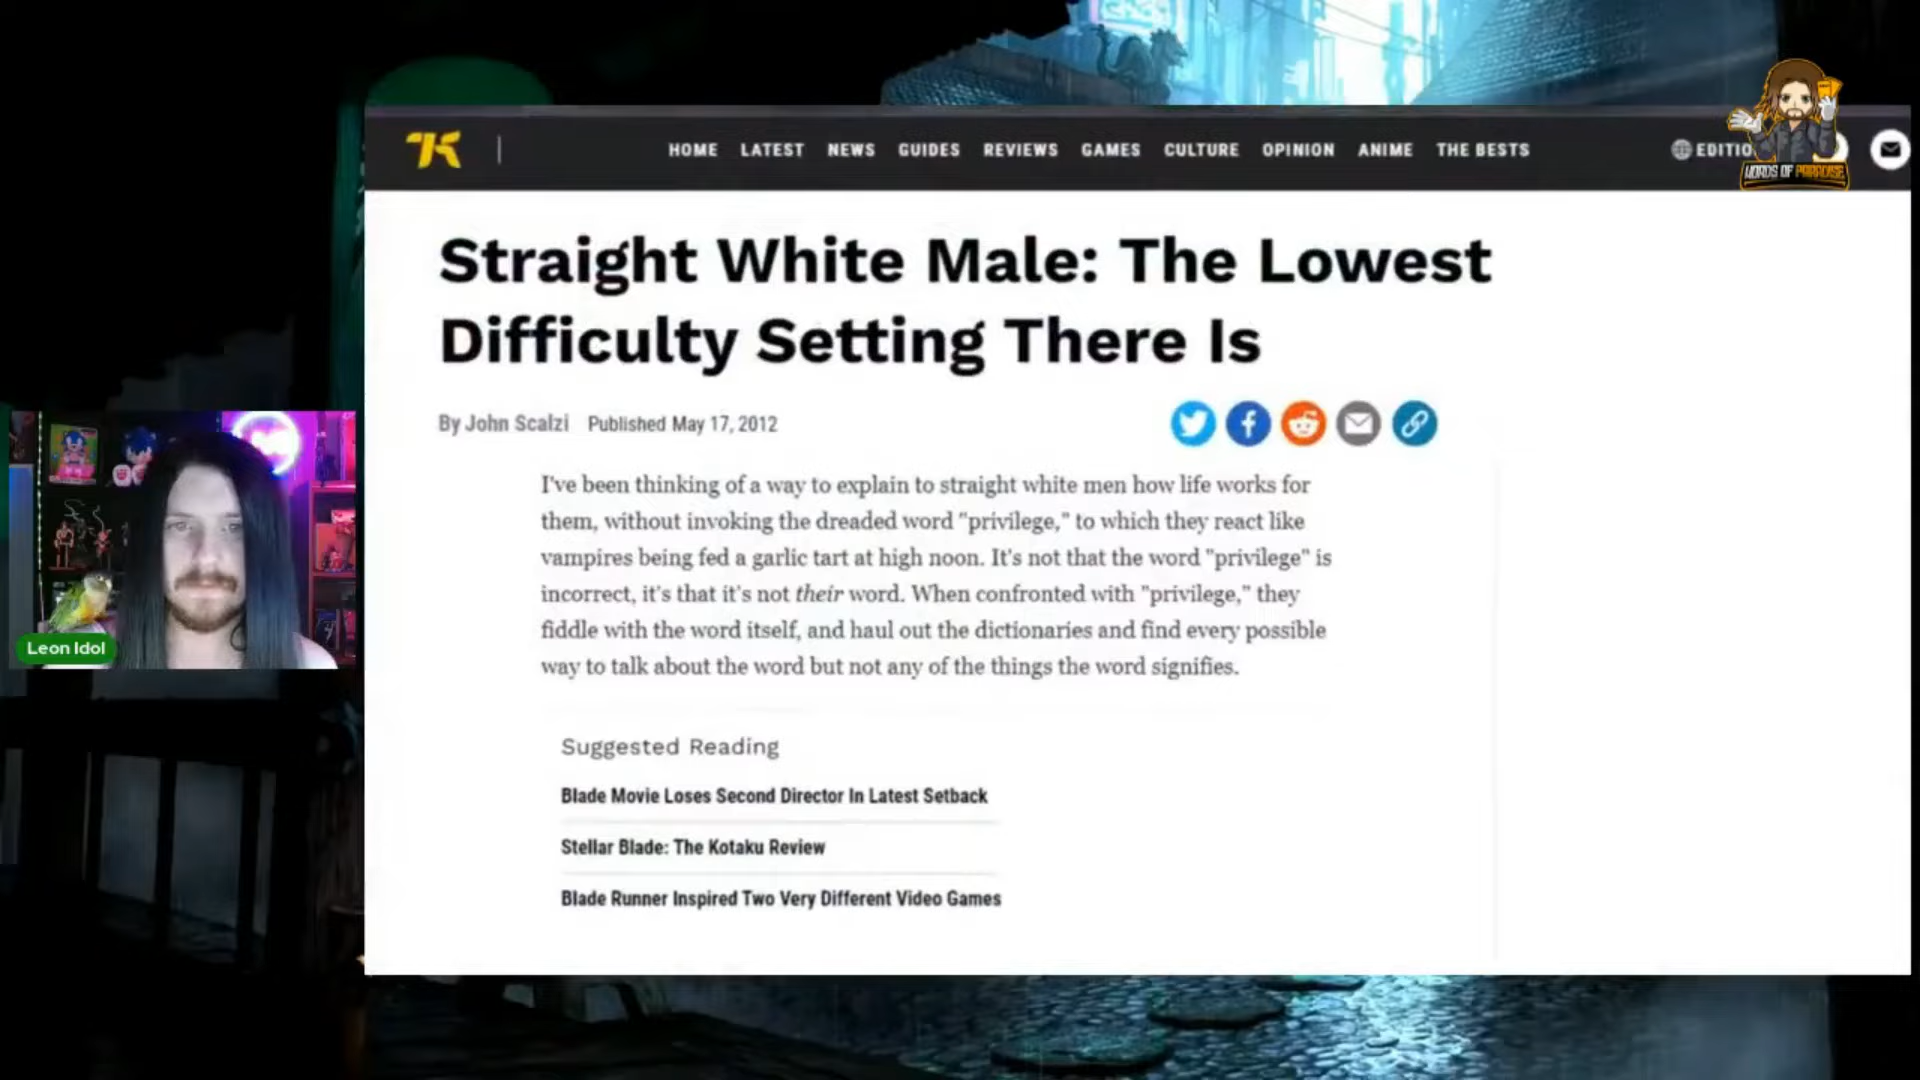 HOME LATEST NEWS GUIDES REVIEWS GAMES CULTURE OPINION ANIME THE BESTS EDITIO
WORDS OF PARADISE
Straight White Male: The Lowest
Difficulty Setting There Is
By John Scalzi Published May 17, 2012
I've been thinking of a way to explain to straight white men how life works for
them, without invoking the dreaded word "privilege," to which they react like
vampires being fed a garlic tart at high noon. It's not that the word "privilege" is
incorrect, it's that it's not their word. When confronted with "privilege," they
fiddle with the word itself, and haul out the dictionaries and find every possible
way to talk about the word but not any of the things the word signifies.
Leon Idol
Suggested Reading
Blade Movie Loses Second Director In Latest Setback
Stellar Blade: The Kotaku Review
Blade Runner Inspired Two Very Different Video Games